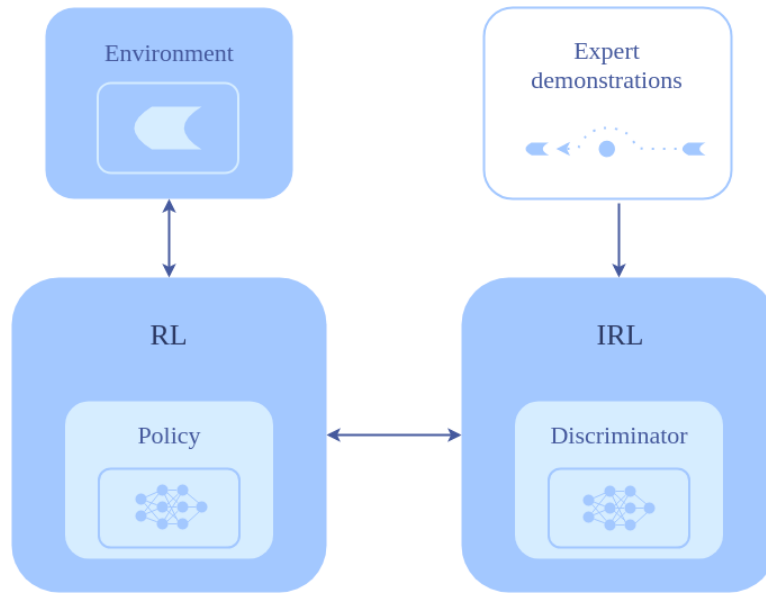 Environment
Expert
demonstrations
RL
IRL
Policy
Discriminator